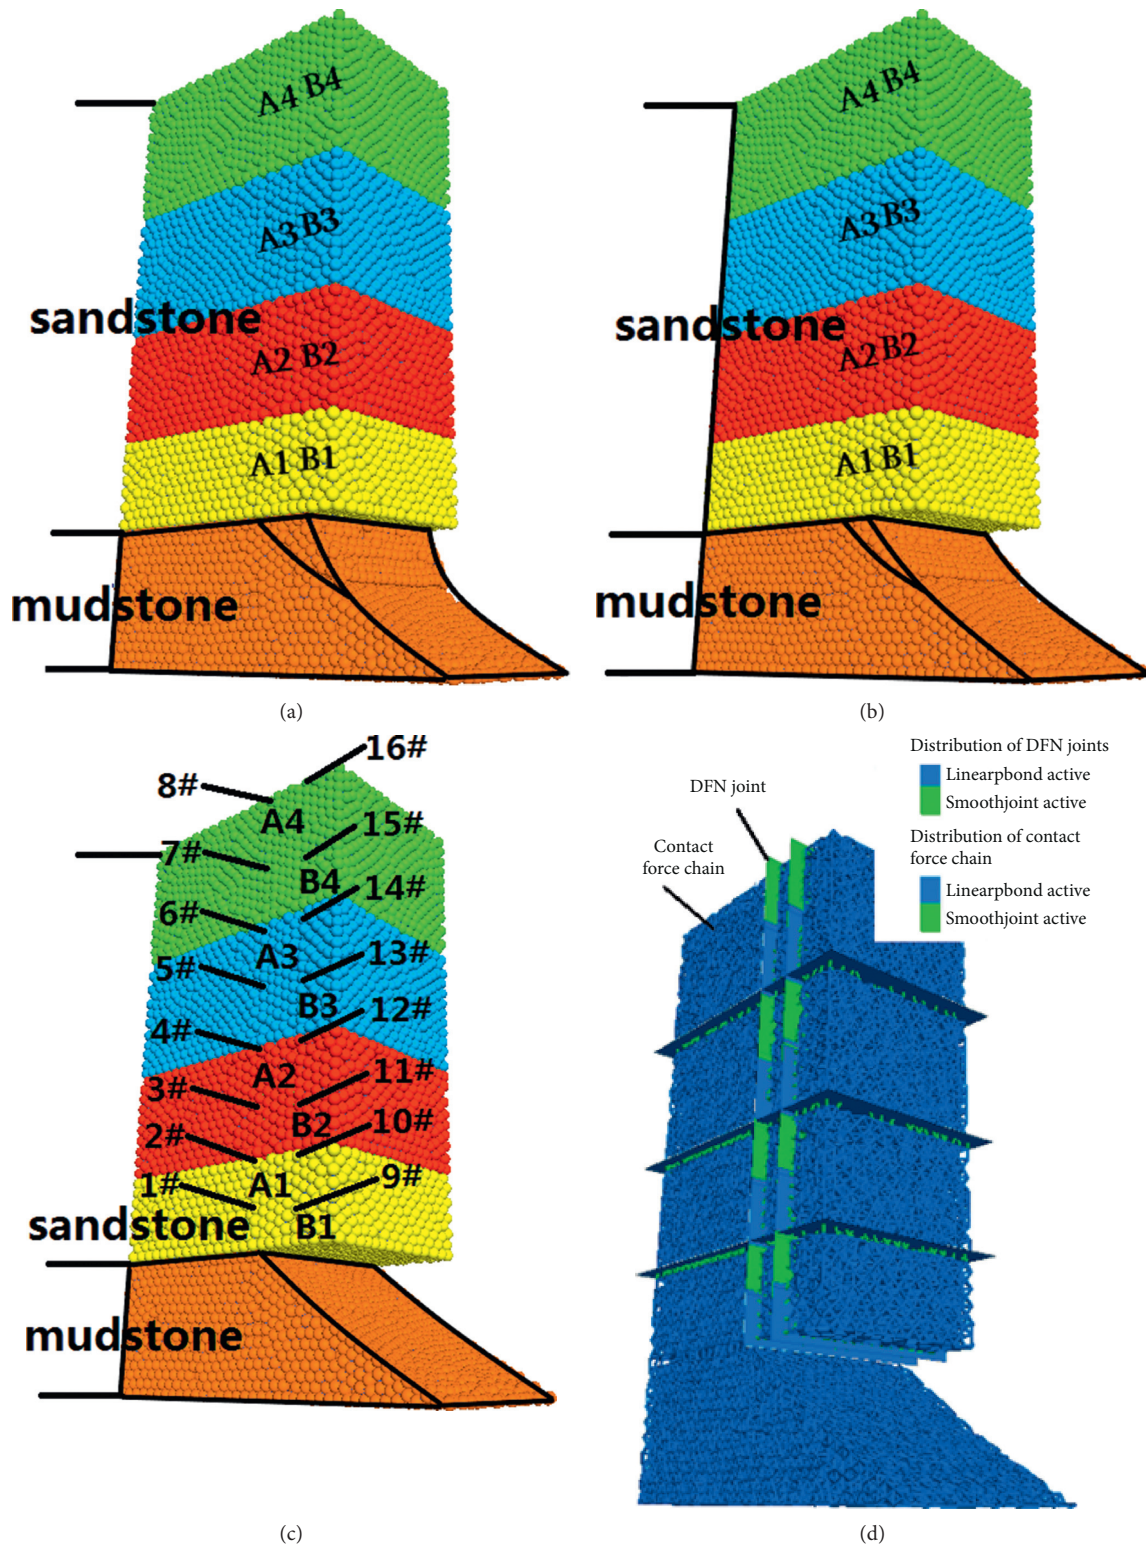 A4 B4
A3 B3
sandstone
A2 B2
A1 B1
mudstone
(a)
A4 B4
A3 B3
sandstone
A2 B2
A1 B1
mudstone
(b)
16#
8#
A4
15#
7#
B4
14#
6#
A3
13#
5#
B3
12#
4#
A2
11#
3#
B2
10#
2#
A1
9#
1#
sandstone
B1
mudstone
(c)
Distribution of DFN joints
Linearpbond active
Smoothjoint active
Distribution of contact
force chain
Linearpbond active
Smoothjoint active
DFN joint
Contact
force chain
(d)